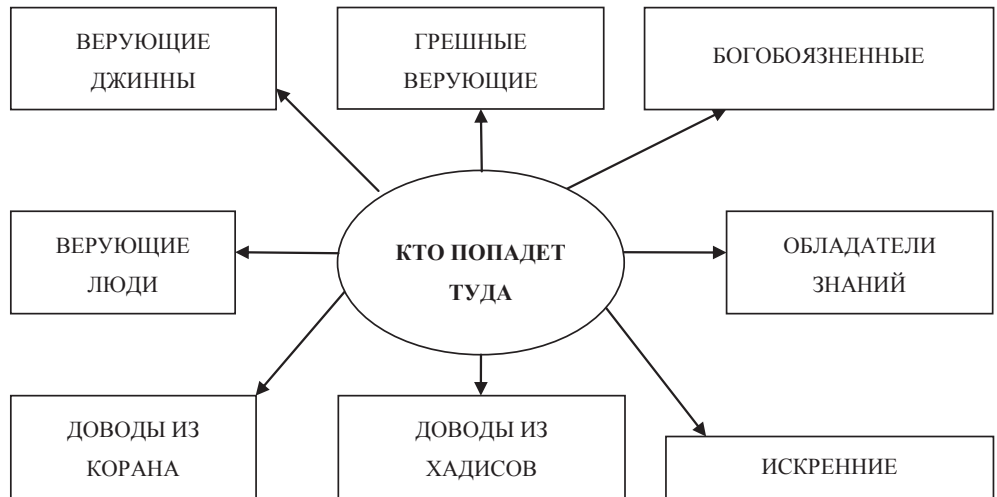 ВЕРУЮЩИЕ
ДЖИННЫ
ГРЕШНЫЕ
ВЕРУЮЩИЕ
БОГОБОЯЗНЕННЫЕ
ВЕРУЮЩИЕ
ЛЮДИ
КТО ПОПАДЕТ
ТУДА
ОБЛАДАТЕЛИ
ЗНАНИЙ
ДОВОДЫ ИЗ
КОРАНА
ДОВОДЫ ИЗ
ХАДИСОВ
ИСКРЕННИЕ